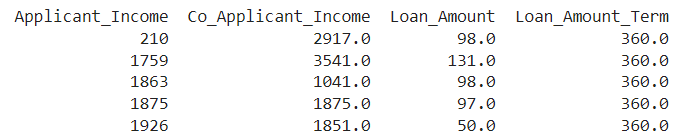 Applicant_Income Co_Applicant_Income Loan_Amount Loan_Amount_Term
210 2917.0 98.0 360.0
1759 3541.0 131.0 360.0
1863 1041.0 98.0 360.0
1875 1875.0 97.0 360.0
1926 1851.0 50.0 360.0